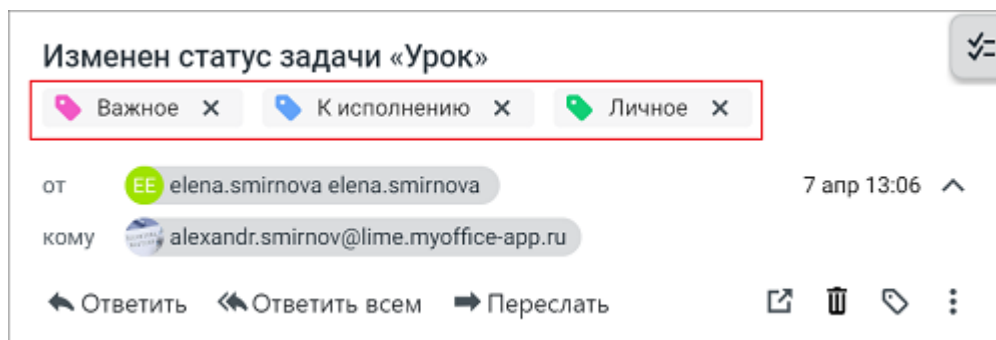 Изменен статус задачи «Урок»
Важное К исполнению Личное
от EE elena.smirnova elena.smirnova 7 апр 13:06
кому alexandr.smirnov@lime.myoffice-app.ru
Ответить Ответить всем Переслать